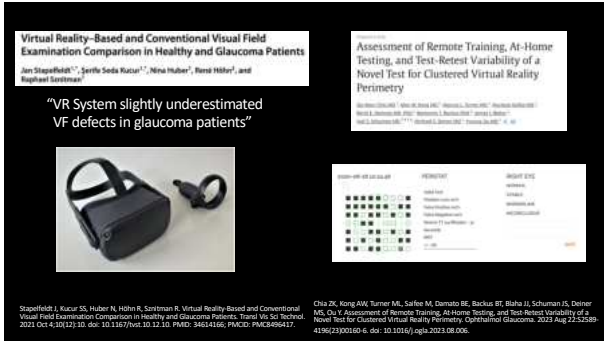 Virtual Reality–Based and Conventional Visual Field
Examination Comparison in Healthy and Glaucoma Patients
Jan Stapelfeldt, Şerife Seda Kucur, Nina Huber, René Höhn, and
Raphael Sznitman
“VR System slightly underestimated
VF defects in glaucoma patients”
Stapelfeldt J, Kucur SS, Huber N, Höhn R, Sznitman R. Virtual Reality-Based and Conventional
Visual Field Examination Comparison in Healthy and Glaucoma Patients. Transl Vis Sci Technol.
2021 Oct 4;10(12):10. doi: 10.1167/tvst.10.12.10. PMID: 34614166; PMCID: PMC8496417.
Assessment of Remote Training, At-Home
Testing, and Test-Retest Variability of a
Novel Test for Clustered Virtual Reality
Perimetry
PERISTAT
RIGHT EYE
Chia ZK, Kong AW, Turner ML, Saifee M, Damato BE, Backus BT, Blaha JJ, Schuman JS, Deiner
MS, Ou Y. Assessment of Remote Training, At-Home Testing, and Test-Retest Variability of a
Novel Test for Clustered Virtual Reality Perimetry. Ophthalmol Glaucoma. 2023 Aug 22:S2589-
4196(23)00160-6. doi: 10.1016/j.ogla.2023.08.006.